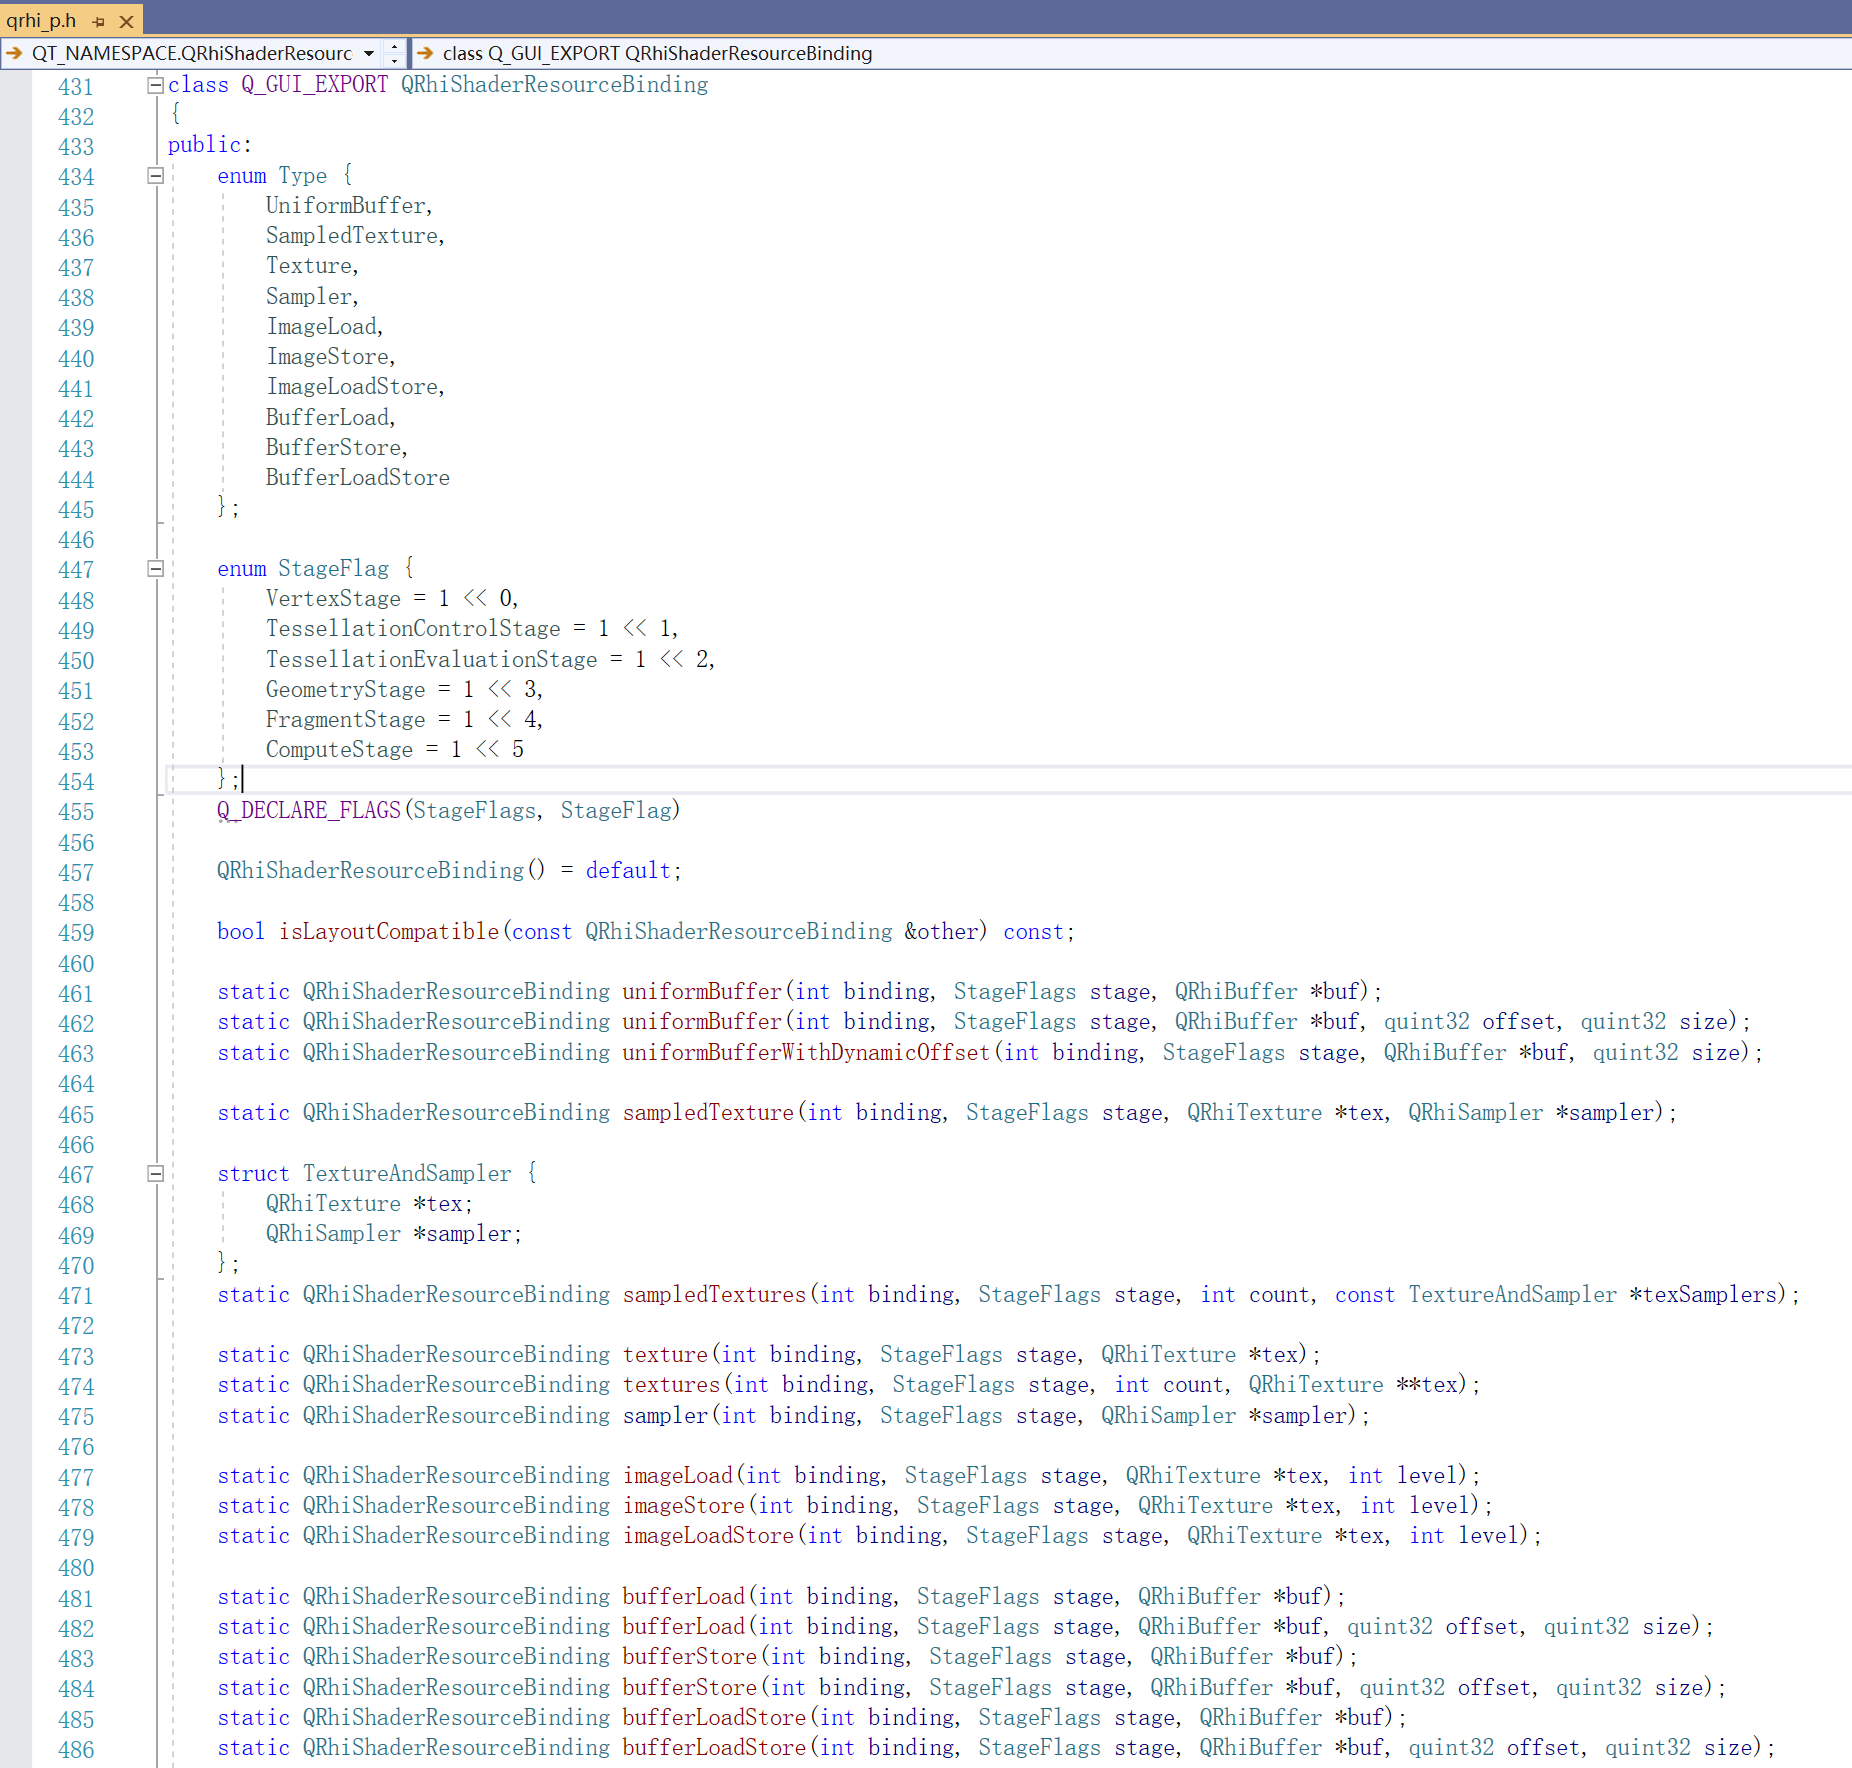 qrhi_p.h
QT_NAMESPACE.QRhiShaderResourc
class Q_GUI_EXPORT QRhiShaderResourceBinding
431 class Q_GUI_EXPORT QRhiShaderResourceBinding
432 {
433 public:
434     enum Type {
435         UniformBuffer,
436         SampledTexture,
437         Texture,
438         Sampler,
439         ImageLoad,
440         ImageStore,
441         ImageLoadStore,
442         BufferLoad,
443         BufferStore,
444         BufferLoadStore
445     };
446
447     enum StageFlag {
448         VertexStage = 1 << 0,
449         TessellationControlStage = 1 << 1,
450         TessellationEvaluationStage = 1 << 2,
451         GeometryStage = 1 << 3,
452         FragmentStage = 1 << 4,
453         ComputeStage = 1 << 5
454     };
455     Q_DECLARE_FLAGS(StageFlags, StageFlag)
456
457     QRhiShaderResourceBinding() = default;
458
459     bool isLayoutCompatible(const QRhiShaderResourceBinding &other) const;
460
461     static QRhiShaderResourceBinding uniformBuffer(int binding, StageFlags stage, QRhiBuffer *buf);
462     static QRhiShaderResourceBinding uniformBuffer(int binding, StageFlags stage, QRhiBuffer *buf, quint32 offset, quint32 size);
463     static QRhiShaderResourceBinding uniformBufferWithDynamicOffset(int binding, StageFlags stage, QRhiBuffer *buf, quint32 size);
464
465     static QRhiShaderResourceBinding sampledTexture(int binding, StageFlags stage, QRhiTexture *tex, QRhiSampler *sampler);
466
467     struct TextureAndSampler {
468         QRhiTexture *tex;
469         QRhiSampler *sampler;
470     };
471     static QRhiShaderResourceBinding sampledTextures(int binding, StageFlags stage, int count, const TextureAndSampler *texSamplers);
472
473     static QRhiShaderResourceBinding texture(int binding, StageFlags stage, QRhiTexture *tex);
474     static QRhiShaderResourceBinding textures(int binding, StageFlags stage, int count, QRhiTexture **tex);
475     static QRhiShaderResourceBinding sampler(int binding, StageFlags stage, QRhiSampler *sampler);
476
477     static QRhiShaderResourceBinding imageLoad(int binding, StageFlags stage, QRhiTexture *tex, int level);
478     static QRhiShaderResourceBinding imageStore(int binding, StageFlags stage, QRhiTexture *tex, int level);
479     static QRhiShaderResourceBinding imageLoadStore(int binding, StageFlags stage, QRhiTexture *tex, int level);
480
481     static QRhiShaderResourceBinding bufferLoad(int binding, StageFlags stage, QRhiBuffer *buf);
482     static QRhiShaderResourceBinding bufferLoad(int binding, StageFlags stage, QRhiBuffer *buf, quint32 offset, quint32 size);
483     static QRhiShaderResourceBinding bufferStore(int binding, StageFlags stage, QRhiBuffer *buf);
484     static QRhiShaderResourceBinding bufferStore(int binding, StageFlags stage, QRhiBuffer *buf, quint32 offset, quint32 size);
485     static QRhiShaderResourceBinding bufferLoadStore(int binding, StageFlags stage, QRhiBuffer *buf);
486     static QRhiShaderResourceBinding bufferLoadStore(int binding, StageFlags stage, QRhiBuffer *buf, quint32 offset, quint32 size);